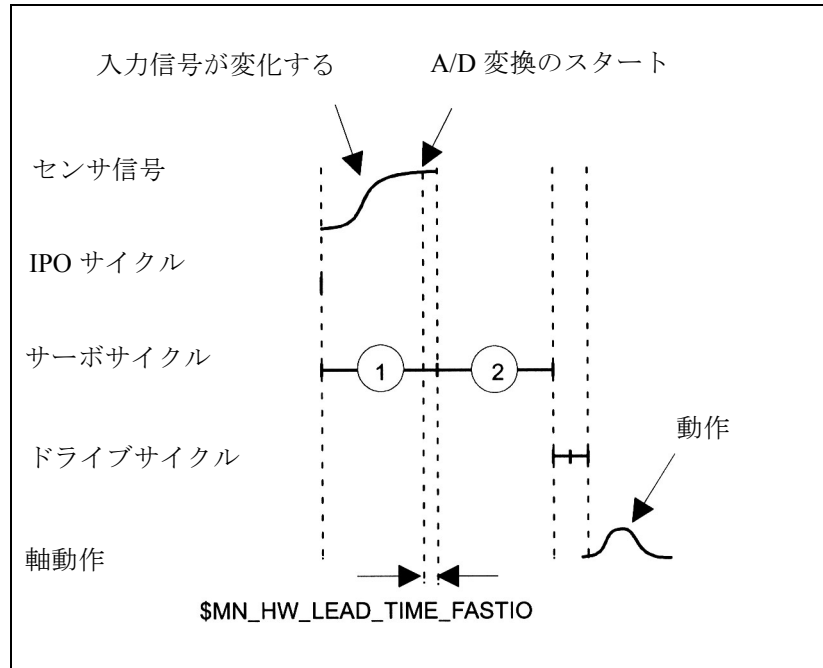 入力信号が変化する
A/D 変換のスタート
センサ信号
IPO サイクル
サーボサイクル
1
2
動作
ドライブサイクル
軸動作
$MN_HW_LEAD_TIME_FASTIO